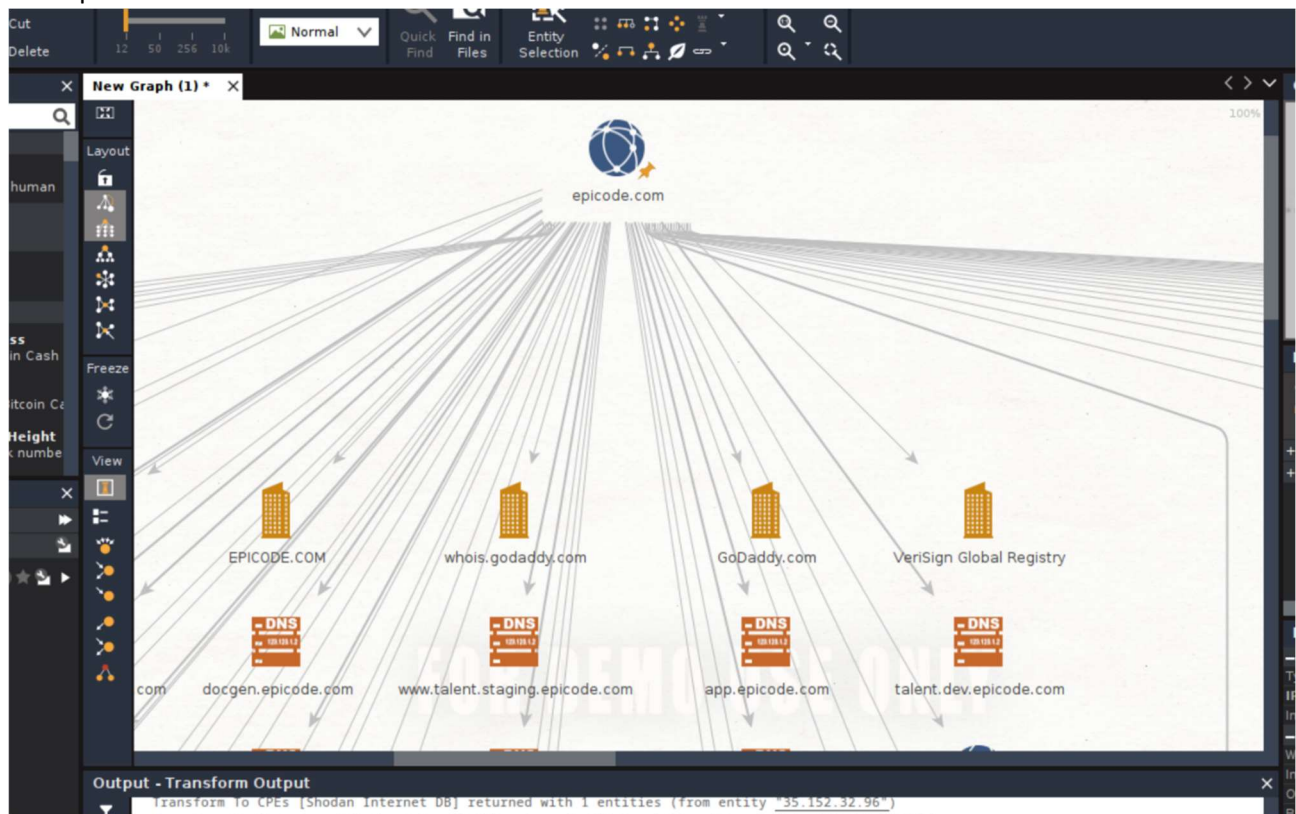 Cut
Delete
12 50 256 10k
Normal
Quick Find
Find in Files
Entity Selection
New Graph (1) *
100%
Layout
human
ss
in Cash
itcoin Ca
Height
numbe
Freeze
View
epicode.com
EPICODE.COM
whois.godaddy.com
GoDaddy.com
VeriSign Global Registry
DNS
DNS
DNS
DNS
com
docgen.epicode.com
www.talent.staging.epicode.com
app.epicode.com
talent.dev.epicode.com
FOR DEMO USE ONLY
Output - Transform Output
Transform To CPEs [Shodan Internet DB] returned with 1 entities (from entity "35.152.32.96")